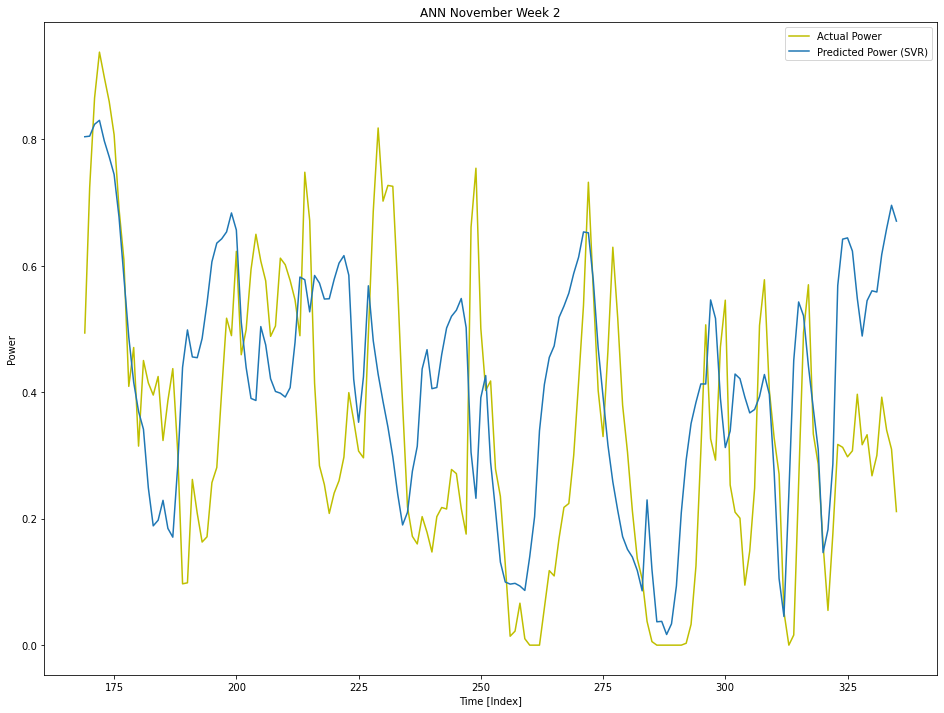 ANN November Week 2
Actual Power
Predicted Power (SVR)
Power
0.8
0.6
0.4
0.2
0.0
175 200 225 250 275 300 325
Time [Index]